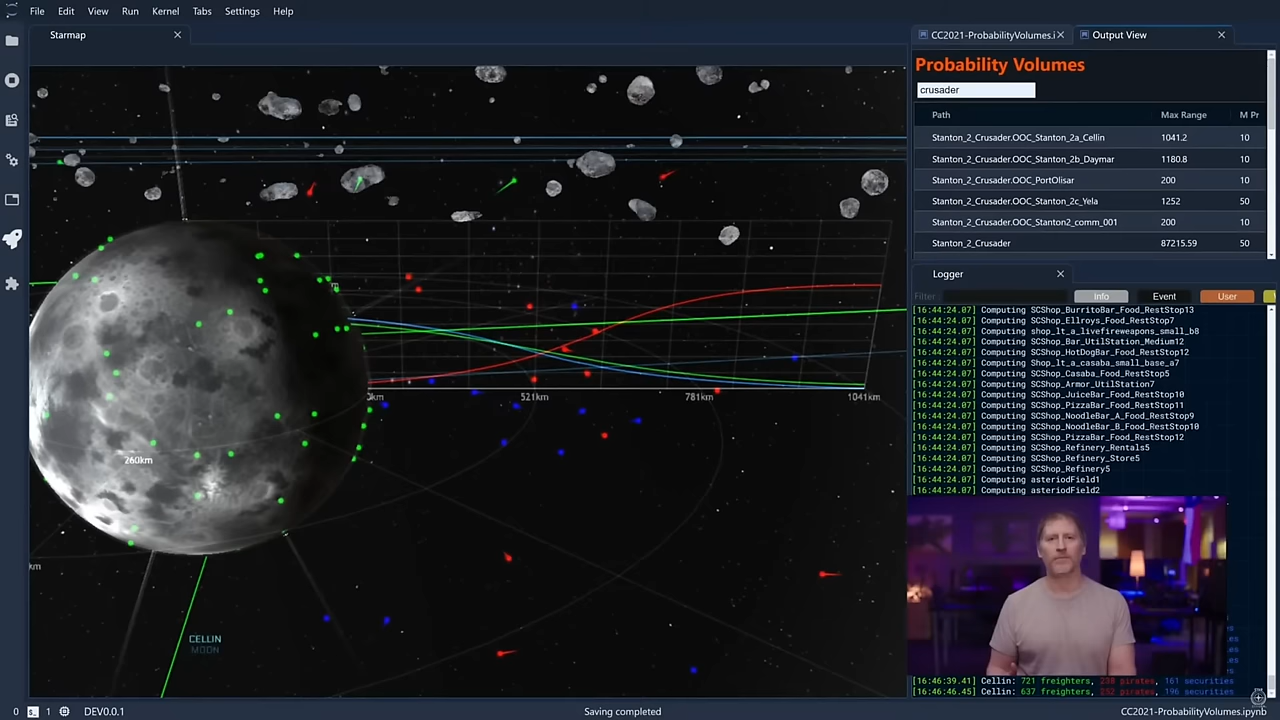 File Edit View Run Kernel Tabs Settings Help
Starmap
CC2021-ProbabilityVolumes.i
Output View
Probability Volumes
crusader
Path Max Range M Pr
Stanton_2_Crusader.OOC_Stanton_2a_Cellin 1041.2 10
Stanton_2_Crusader.OOC_Stanton_2b_Daymar 1180.8 10
Stanton_2_Crusader.OOC_PortOlisar 200 10
Stanton_2_Crusader.OOC_Stanton_2c_Yela 1252 50
Stanton_2_Crusader.OOC_Stanton2_comm_001 200 10
Stanton_2_Crusader 87215.59 50
Logger
Filter Info Event User
[16:44:24.07] Computing SCShop_BurritoBar_Food_RestStop13
[16:44:24.07] Computing SCShop_Ellroys_Food_RestStop7
[16:44:24.07] Computing shop_lt_a_livefireweapons_small_b8
[16:44:24.07] Computing SCShop_Bar_UtilStation_Medium12
[16:44:24.07] Computing SCShop_HotDogBar_Food_RestStop12
[16:44:24.07] Computing Shop_lt_a_casaba_small_base_a7
[16:44:24.07] Computing SCShop_Casaba_Food_RestStop5
[16:44:24.07] Computing SCShop_Armor_UtilStation7
[16:44:24.07] Computing SCShop_JuiceBar_Food_RestStop10
[16:44:24.07] Computing SCShop_PizzaBar_Food_RestStop11
[16:44:24.07] Computing SCShop_NoodleBar_A_Food_RestStop9
[16:44:24.07] Computing SCShop_NoodleBar_B_Food_RestStop10
[16:44:24.07] Computing SCShop_PizzaBar_Food_RestStop12
[16:44:24.07] Computing SCShop_Refinery_Rentals5
[16:44:24.07] Computing SCShop_Refinery_Store5
[16:44:24.07] Computing SCShop_Refinery5
[16:44:24.07] Computing asteriodField1
[16:44:24.07] Computing asteriodField2
[16:46:39.41] Cellin: 721 freighters, 238 pirates, 161 securities
[16:46:46.45] Cellin: 637 freighters, 252 pirates, 196 securities
521km
781km
1041km
260km
km
CELLIN
MOON
0 1 DEV0.0.1
Saving completed
CC2021-ProbabilityVolumes.ipynb